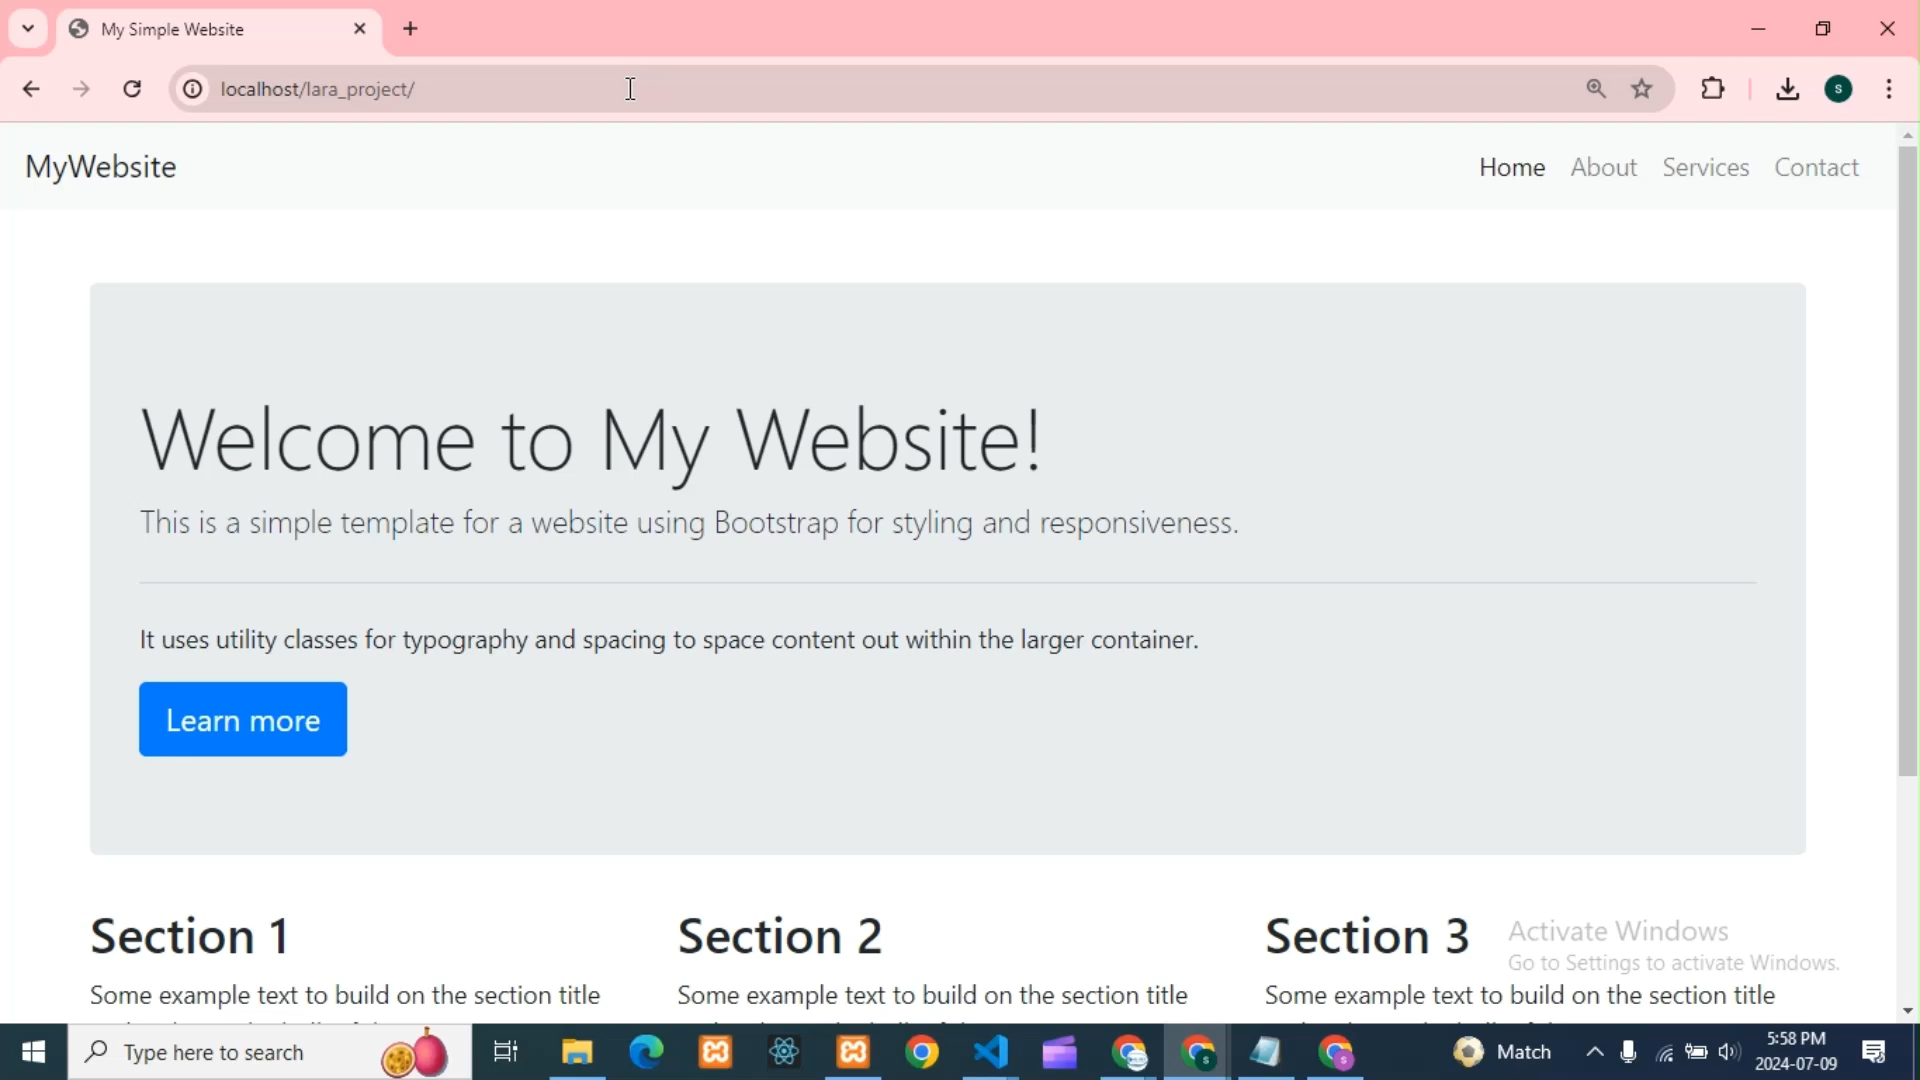 My Simple Website
localhost/lara_project/
MyWebsite
Home About Services Contact
Welcome to My Website!
This is a simple template for a website using Bootstrap for styling and responsiveness.
It uses utility classes for typography and spacing to space content out within the larger container.
Learn more
Section 1
Some example text to build on the section title
Section 2
Some example text to build on the section title
Section 3
Some example text to build on the section title
Activate Windows
Go to Settings to activate Windows.
Type here to search
Match
5:58 PM
2024-07-09